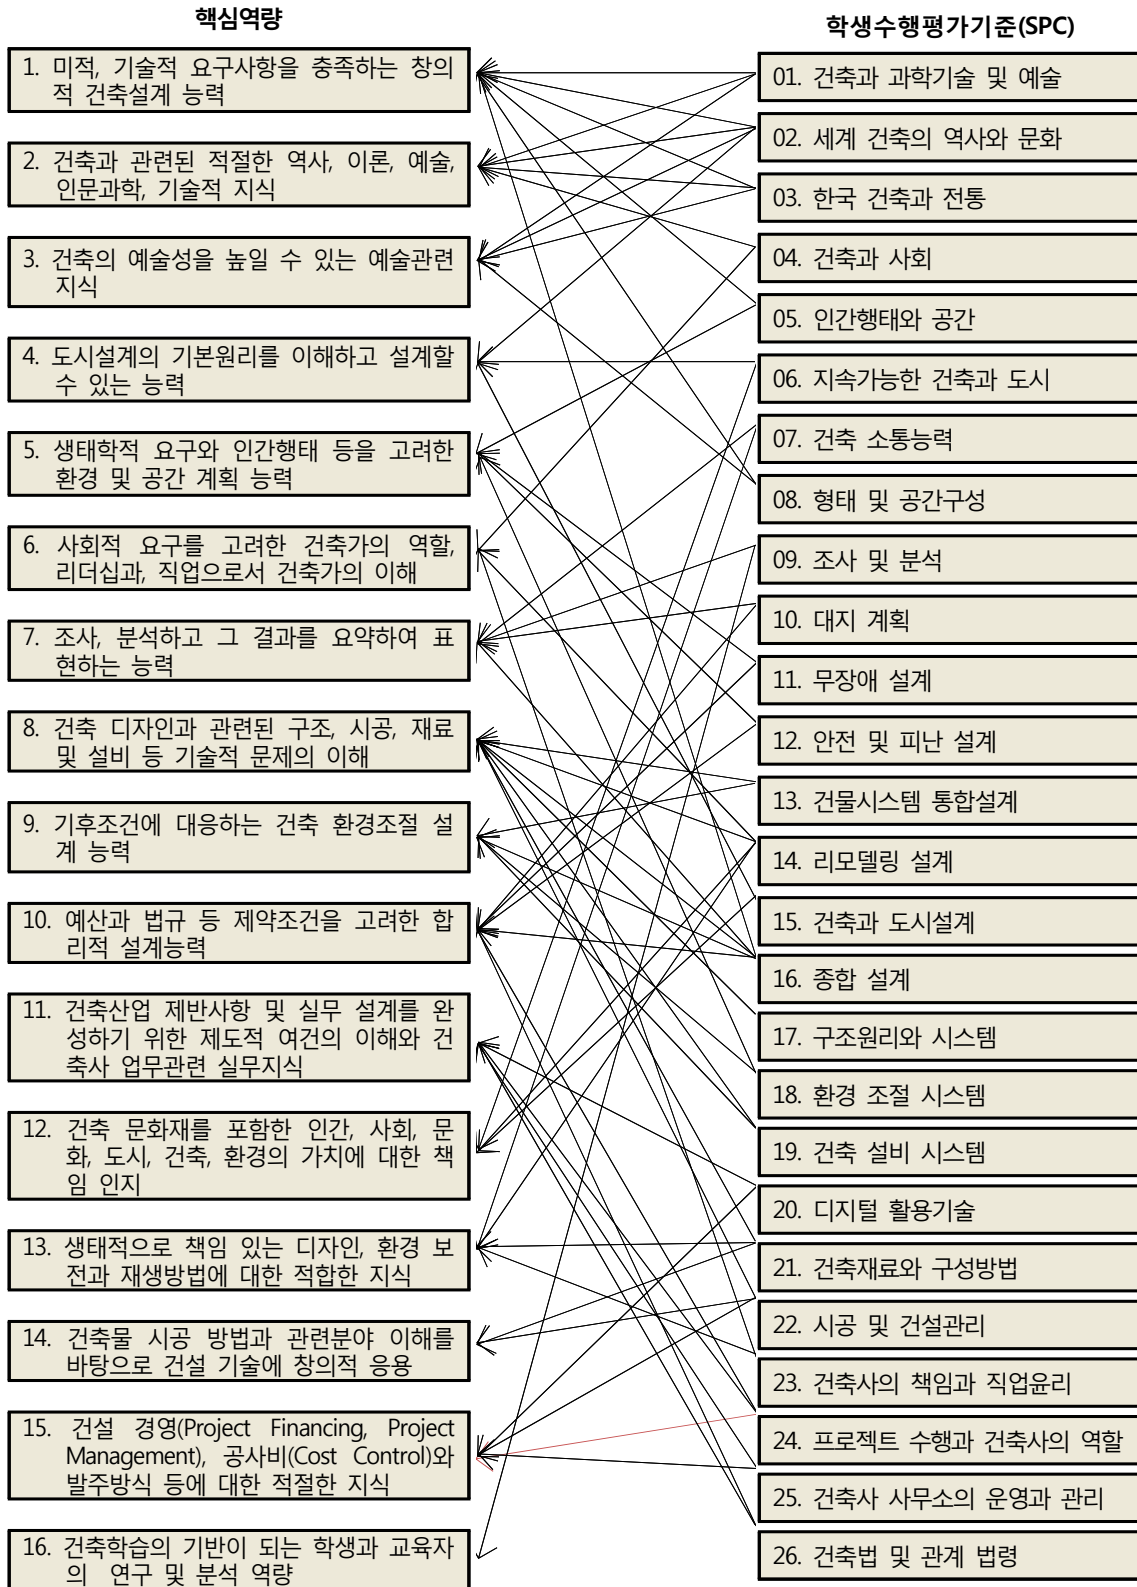 핵심역량
1. 미적, 기술적 요구사항을 충족하는 창의
적 건축설계 능력
2. 건축과 관련된 적절한 역사, 이론, 예술,
인문과학, 기술적 지식
3. 건축의 예술성을 높일 수 있는 예술관련
지식
4. 도시설계의 기본원리를 이해하고 설계할
수 있는 능력
5. 생태학적 요구와 인간행태 등을 고려한
환경 및 공간 계획 능력
6. 사회적 요구를 고려한 건축가의 역할,
리더십과, 직업으로서 건축가의 이해
7. 조사, 분석하고 그 결과를 요약하여 표
현하는 능력
8. 건축 디자인과 관련된 구조, 시공, 재료
및 설비 등 기술적 문제의 이해
9. 기후조건에 대응하는 건축 환경조절 설
계 능력
10. 예산과 법규 등 제약조건을 고려한 합
리적 설계능력
11. 건축산업 제반사항 및 실무 설계를 완
성하기 위한 제도적 여건의 이해와 건
축사 업무관련 실무지식
12. 건축 문화재를 포함한 인간, 사회, 문
화, 도시, 건축, 환경의 가치에 대한 책
임 인지
13. 생태적으로 책임 있는 디자인, 환경 보
전과 재생방법에 대한 적합한 지식
14. 건축물 시공 방법과 관련분야 이해를
바탕으로 건설 기술에 창의적 응용
15. 건설 경영(Project Financing, Project
Management), 공사비(Cost Control)와
발주방식 등에 대한 적절한 지식
16. 건축학습의 기반이 되는 학생과 교육자
의 연구 및 분석 역량
학생수행평가기준(SPC)
01. 건축과 과학기술 및 예술
02. 세계 건축의 역사와 문화
03. 한국 건축과 전통
04. 건축과 사회
05. 인간행태와 공간
06. 지속가능한 건축과 도시
07. 건축 소통능력
08. 형태 및 공간구성
09. 조사 및 분석
10. 대지 계획
11. 무장애 설계
12. 안전 및 피난 설계
13. 건물시스템 통합설계
14. 리모델링 설계
15. 건축과 도시설계
16. 종합 설계
17. 구조원리와 시스템
18. 환경 조절 시스템
19. 건축 설비 시스템
20. 디지털 활용기술
21. 건축재료와 구성방법
22. 시공 및 건설관리
23. 건축사의 책임과 직업윤리
24. 프로젝트 수행과 건축사의 역할
25. 건축사 사무소의 운영과 관리
26. 건축법 및 관계 법령